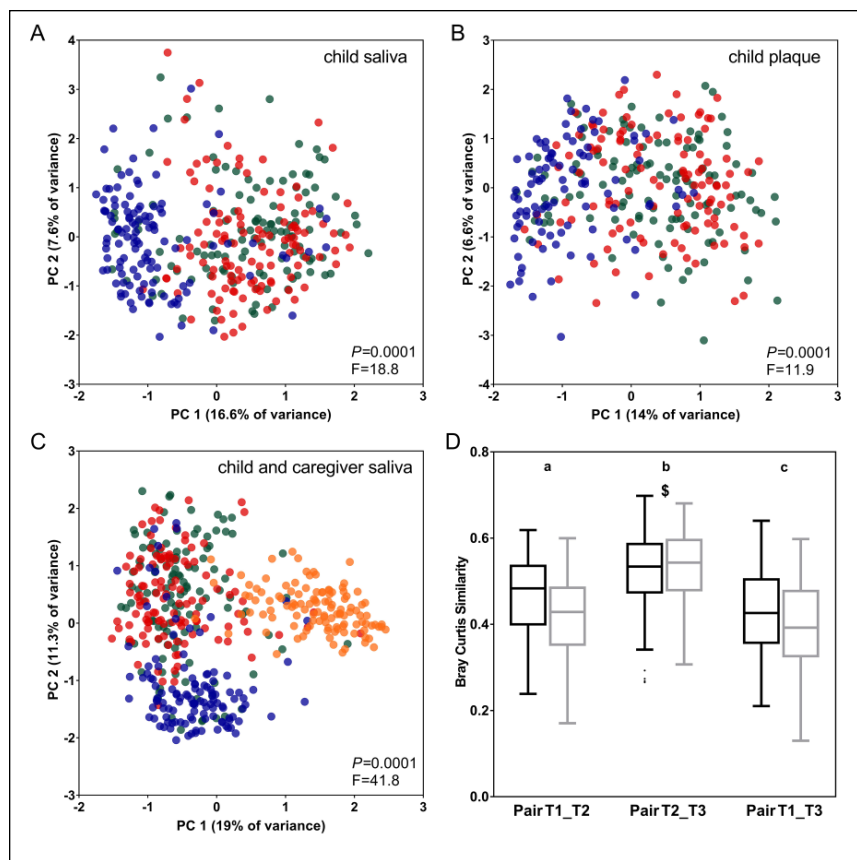 A
child saliva
4
3
2
1
0
-1
-2
-3
PC 2 (7.6% of variance)
P=0.0001
F=18.8
-2 -1 0 1 2 3
PC 1 (16.6% of variance)
B
child plaque
3
2
1
0
-1
-2
-3
-4
PC 2 (6.6% of variance)
P=0.0001
F=11.9
-2 -1 0 1 2 3
PC 1 (14% of variance)
C
child and caregiver saliva
3
2
1
0
-1
-2
-3
PC 2 (11.3% of variance)
P=0.0001
F=41.8
-2 -1 0 1 2 3
PC 1 (19% of variance)
D
0.8
0.6
0.4
0.2
0.0
Bray Curtis Similarity
a b c
$
Pair T1_T2 Pair T2_T3 Pair T1_T3